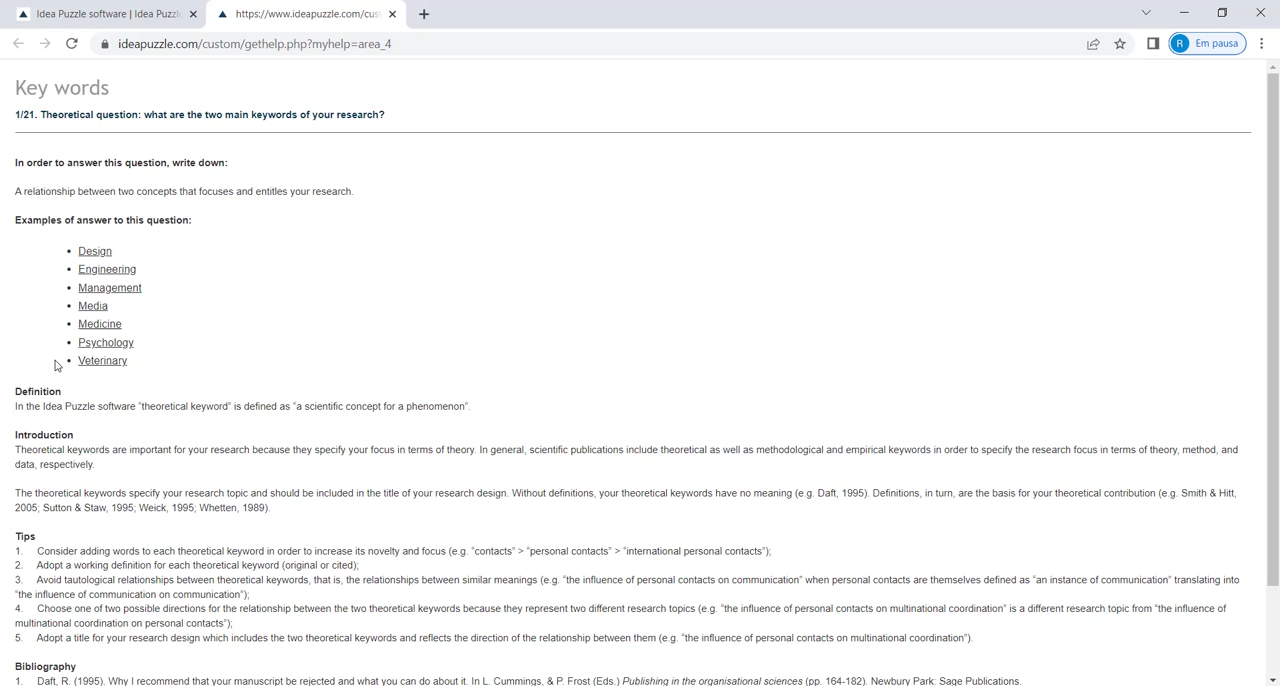 Idea Puzzle software | Idea Puzzl
https://www.ideapuzzle.com/cus
ideapuzzle.com/custom/gethelp.php?myhelp=area_4
R Em pausa
Key words
1/21. Theoretical question: what are the two main keywords of your research?
In order to answer this question, write down:
A relationship between two concepts that focuses and entitles your research.
Examples of answer to this question:
• Design
• Engineering
• Management
• Media
• Medicine
• Psychology
• Veterinary
Definition
In the Idea Puzzle software "theoretical keyword" is defined as "a scientific concept for a phenomenon".
Introduction
Theoretical keywords are important for your research because they specify your focus in terms of theory. In general, scientific publications include theoretical as well as methodological and empirical keywords in order to specify the research focus in terms of theory, method, and
data, respectively.
The theoretical keywords specify your research topic and should be included in the title of your research design. Without definitions, your theoretical keywords have no meaning (e.g. Daft, 1995). Definitions, in turn, are the basis for your theoretical contribution (e.g. Smith & Hitt,
2005; Sutton & Staw, 1995; Weick, 1995; Whetten, 1989).
Tips
1. Consider adding words to each theoretical keyword in order to increase its novelty and focus (e.g. "contacts" > "personal contacts" > "international personal contacts");
2. Adopt a working definition for each theoretical keyword (original or cited);
3. Avoid tautological relationships between theoretical keywords, that is, the relationships between similar meanings (e.g. "the influence of personal contacts on communication" when personal contacts are themselves defined as "an instance of communication" translating into
"the influence of communication on communication");
4. Choose one of two possible directions for the relationship between the two theoretical keywords because they represent two different research topics (e.g. "the influence of personal contacts on multinational coordination" is a different research topic from "the influence of
multinational coordination on personal contacts");
5. Adopt a title for your research design which includes the two theoretical keywords and reflects the direction of the relationship between them (e.g. "the influence of personal contacts on multinational coordination").
Bibliography
1. Daft, R. (1995). Why I recommend that your manuscript be rejected and what you can do about it. In L. Cummings, & P. Frost (Eds.) Publishing in the organisational sciences (pp. 164-182). Newbury Park: Sage Publications.